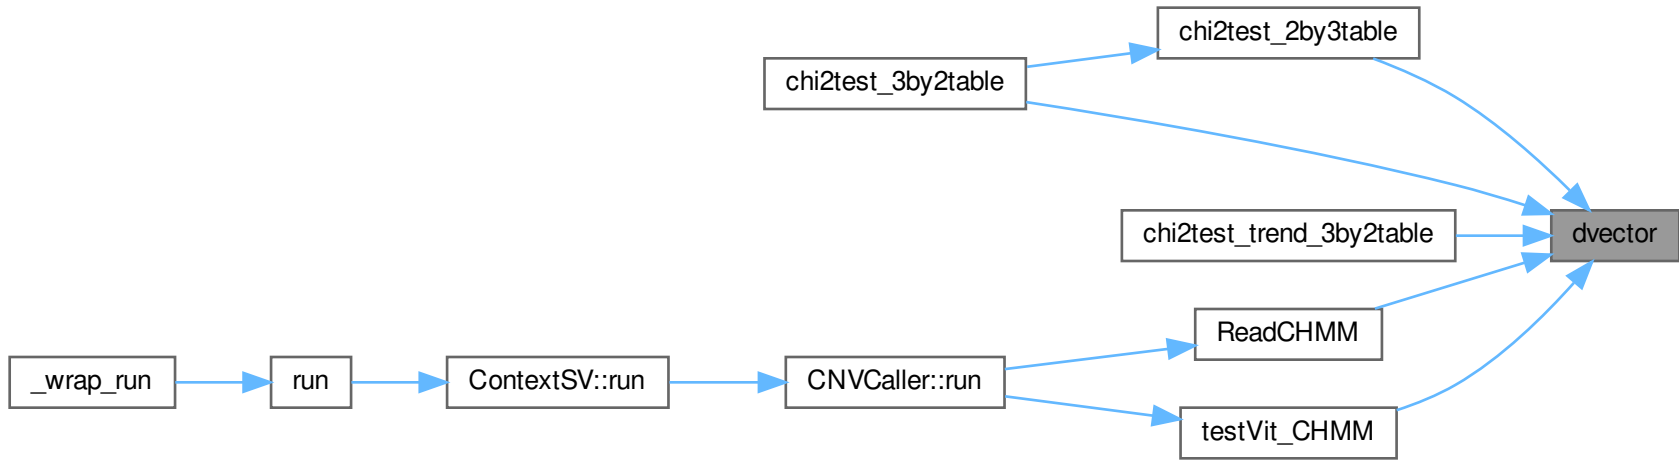 chi2test_2by3table
chi2test_3by2table
chi2test_trend_3by2table
dvector
ReadCHMM
_wrap_run
run
ContextSV::run
CNVCaller::run
testVit_CHMM